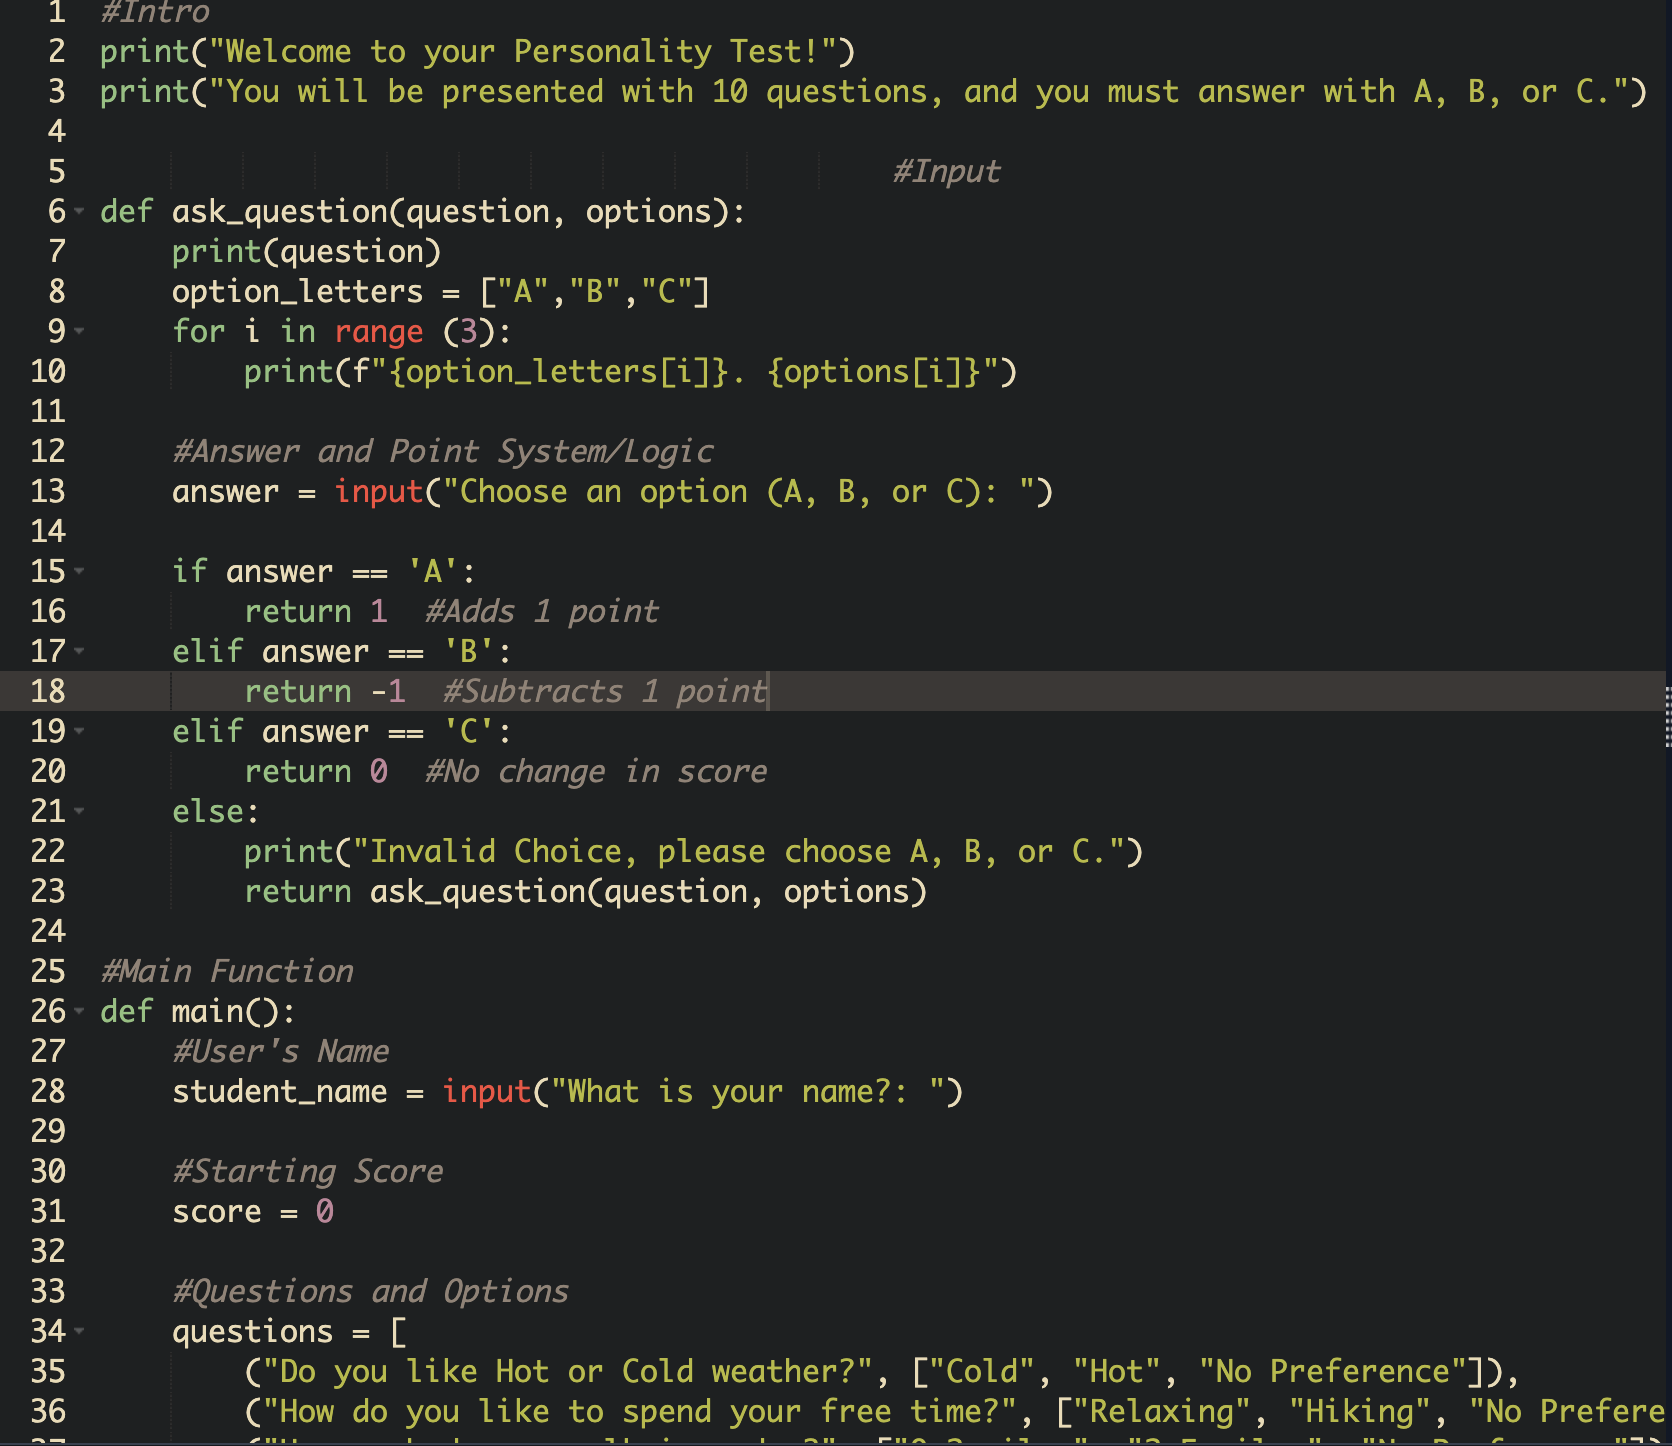 1 #Intro
2 print("Welcome to your Personality Test!")
3 print("You will be presented with 10 questions, and you must answer with A, B, or C.")
4
5 #Input
6 def ask_question(question, options):
7 print(question)
8 option_letters = ["A","B","C"]
9 for i in range (3):
10 print(f"{option_letters[i]}. {options[i]}")
11
12 #Answer and Point System/Logic
13 answer = input("Choose an option (A, B, or C): ")
14
15 if answer == 'A':
16 return 1  #Adds 1 point
17 elif answer == 'B':
18 return -1  #Subtracts 1 point
19 elif answer == 'C':
20 return 0  #No change in score
21 else:
22 print("Invalid Choice, please choose A, B, or C.")
23 return ask_question(question, options)
24
25 #Main Function
26 def main():
27 #User's Name
28 student_name = input("What is your name?: ")
29
30 #Starting Score
31 score = 0
32
33 #Questions and Options
34 questions = [
35 ("Do you like Hot or Cold weather?", ["Cold", "Hot", "No Preference"]),
36 ("How do you like to spend your free time?", ["Relaxing", "Hiking", "No Prefere
37